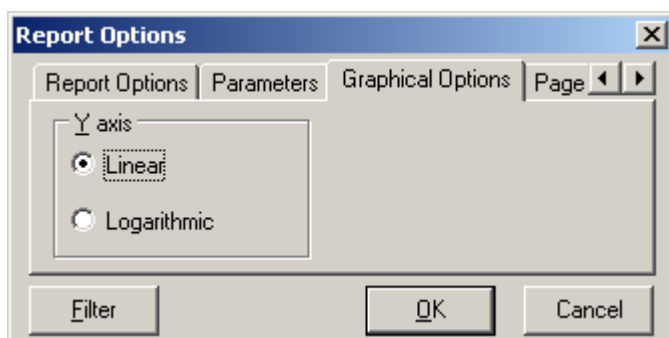 Report Options
Report Options Parameters Graphical Options Page
Y axis
Linear
Logarithmic
Filter OK Cancel